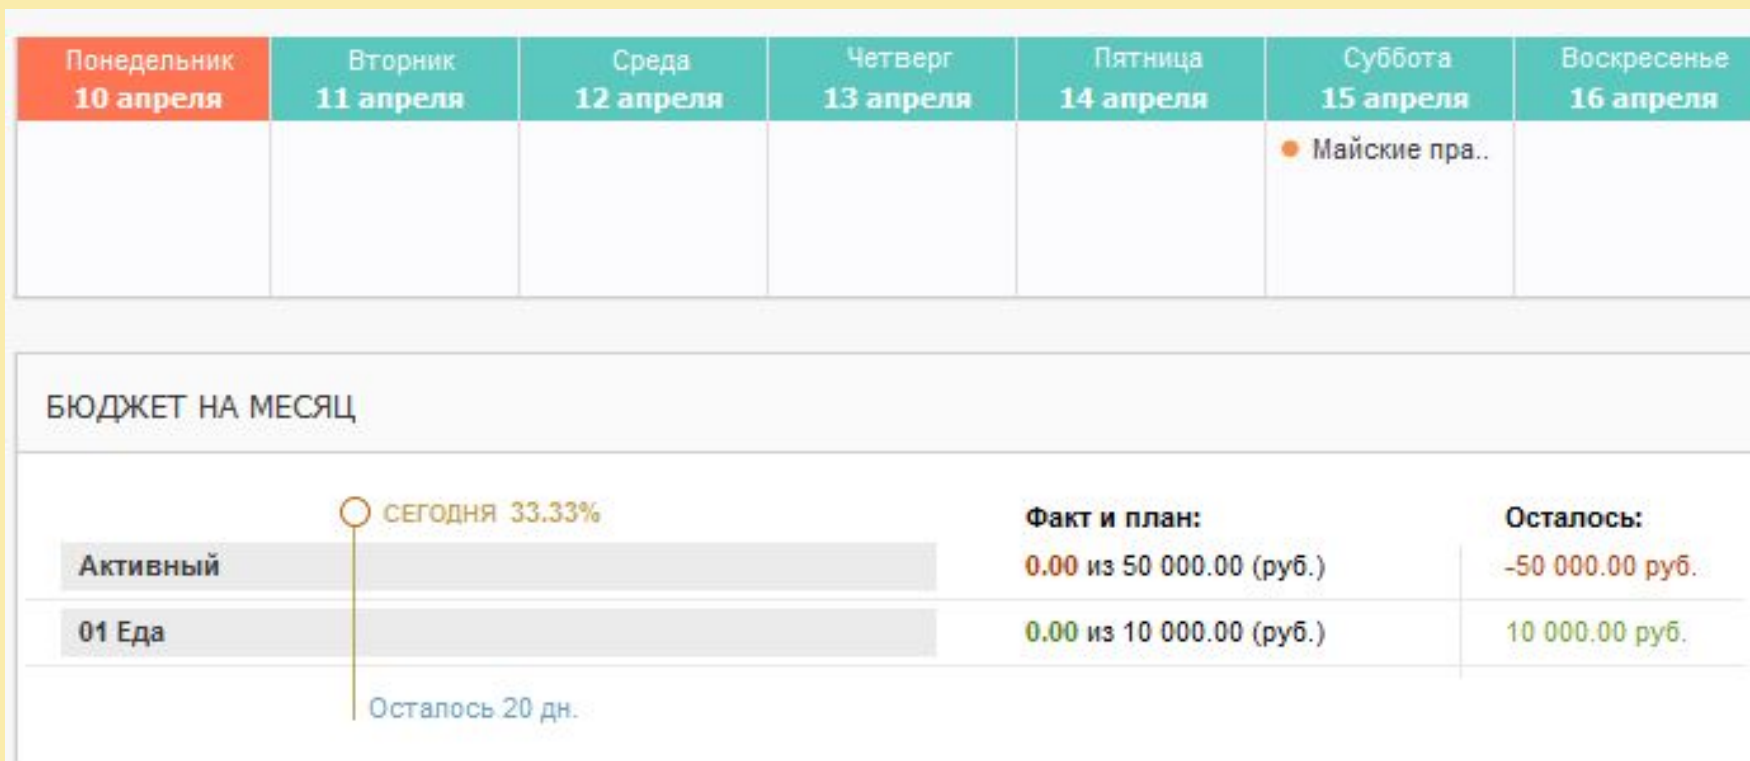 Понедельник Вторник Среда Четверг Пятница Суббота Воскресенье
10 апреля 11 апреля 12 апреля 13 апреля 14 апреля 15 апреля 16 апреля
Майские пра..
БЮДЖЕТ НА МЕСЯЦ
СЕГОДНЯ 33.33% Факт и план: Осталось:
Активный 0.00 из 50 000.00 (руб.) -50 000.00 руб.
01 Еда 0.00 из 10 000.00 (руб.) 10 000.00 руб.
Осталось 20 дн.